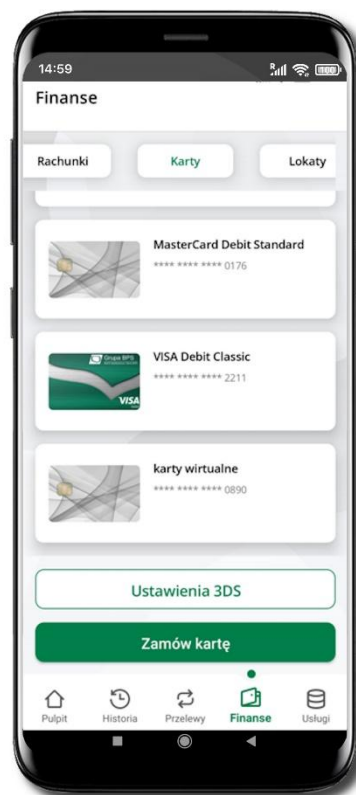 14:59
R
Finanse
Rachunki
Karty
Lokaty
MasterCard Debit Standard
**** **** **** 0176
Grupa BPS
VISA
VISA Debit Classic
**** **** **** 2211
karty wirtualne
**** **** **** 0890
Ustawienia 3DS
Zamów kartę
Pulpit
Historia
Przelewy
Finanse
Usługi